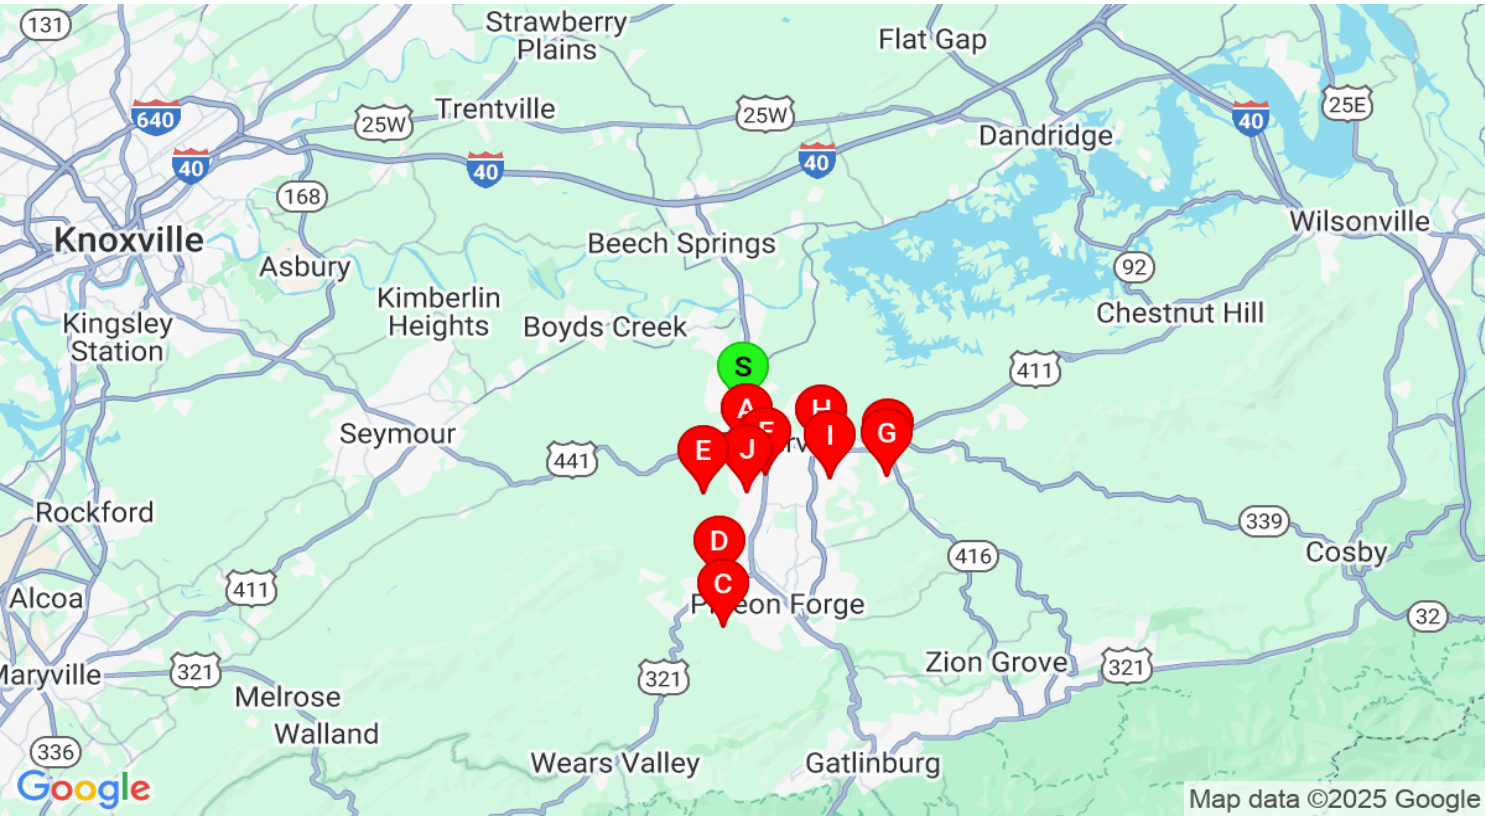 131
Strawberry
Plains
Flat Gap
640
25W
Trentville
25W
25E
40
40
40
40
Dandridge
168
Knoxville
Asbury
Beech Springs
Wilsonville
92
Kimberlin
Heights
Kingsley
Station
Boyds Creek
Chestnut Hill
S
411
A
H
F
G
I
J
E
Seymour
441
Rockford
339
D
416
Cosby
C
411
Alcoa
Pigeon Forge
32
Maryville
321
Zion Grove
321
321
Melrose
Walland
336
Wears Valley
Gatlinburg
Google
Map data ©2025 Google